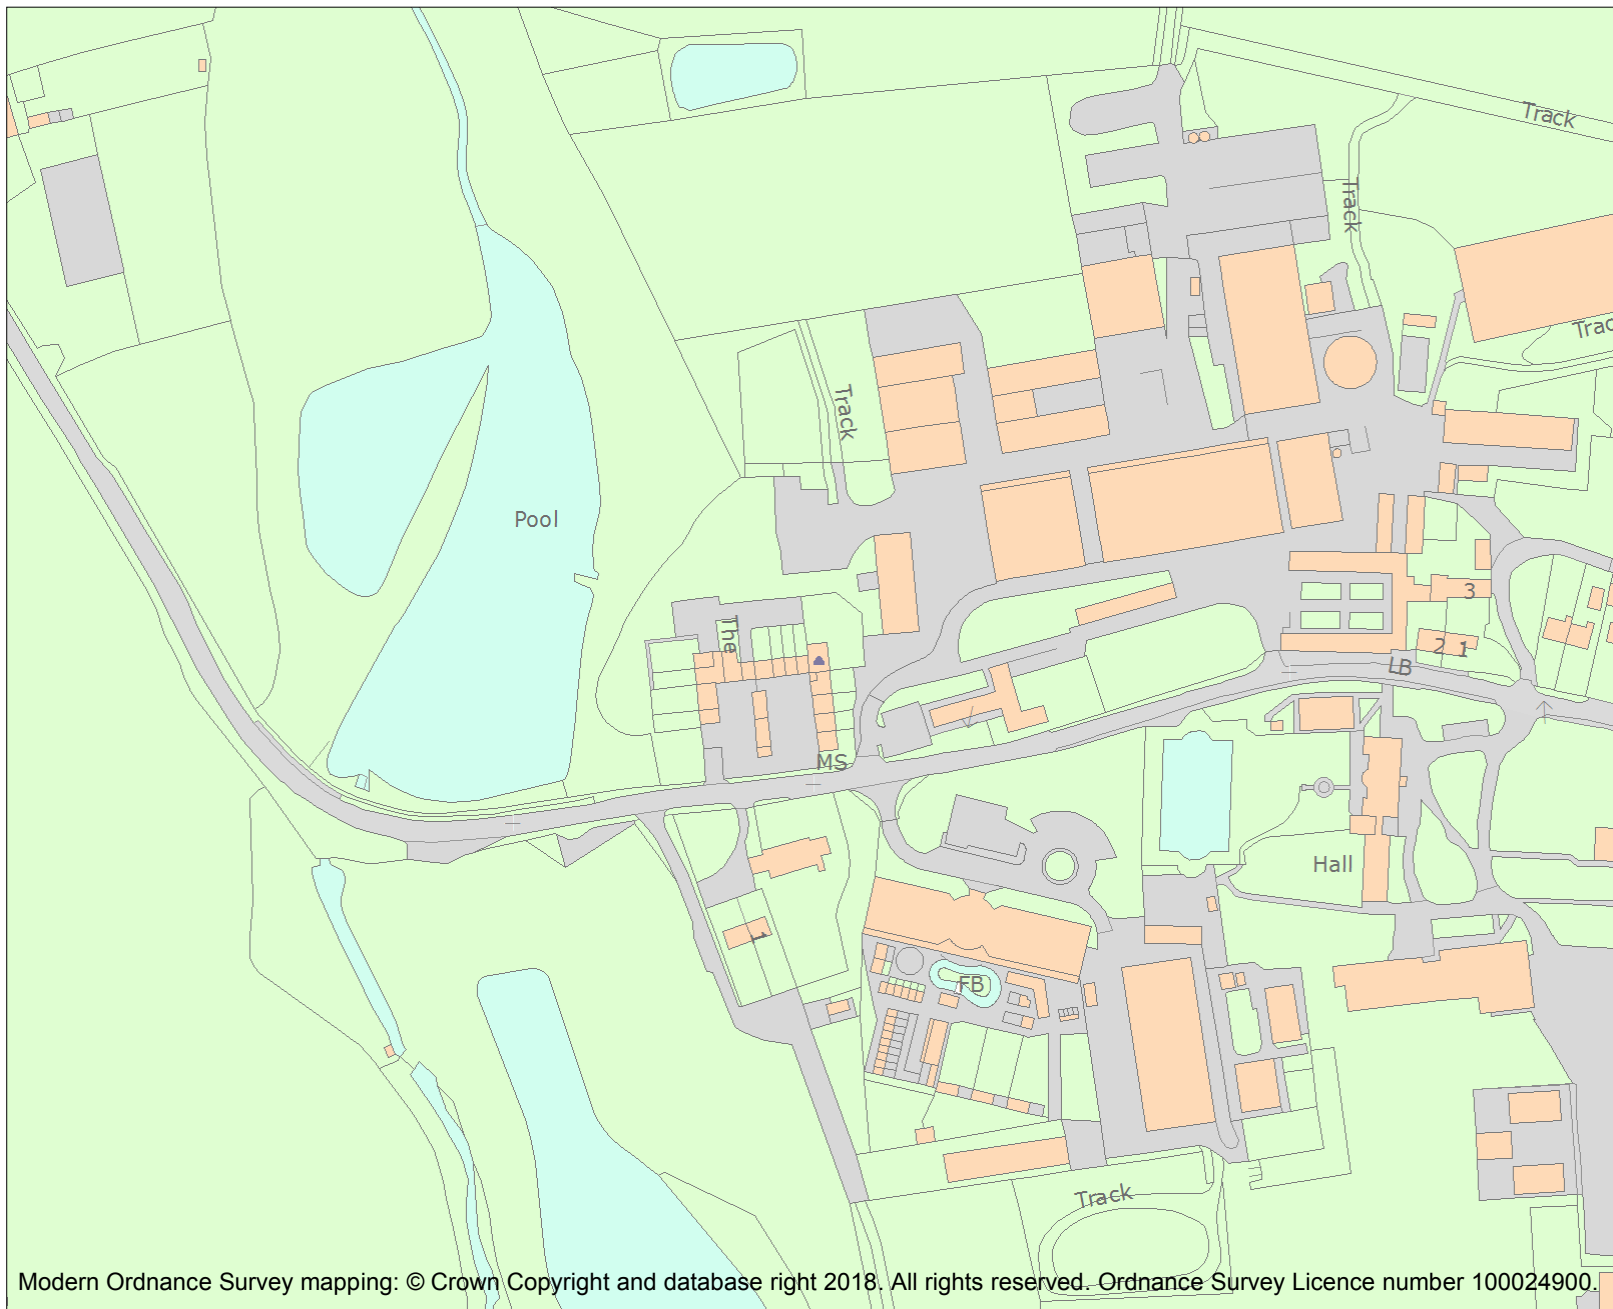 Track
Track
Trac
Track
Pool
3
The
2 1
LB
MS
Hall
1
FB
Track
Modern Ordnance Survey mapping: © Crown Copyright and database right 2018. All rights reserved. Ordnance Survey Licence number 100024900.